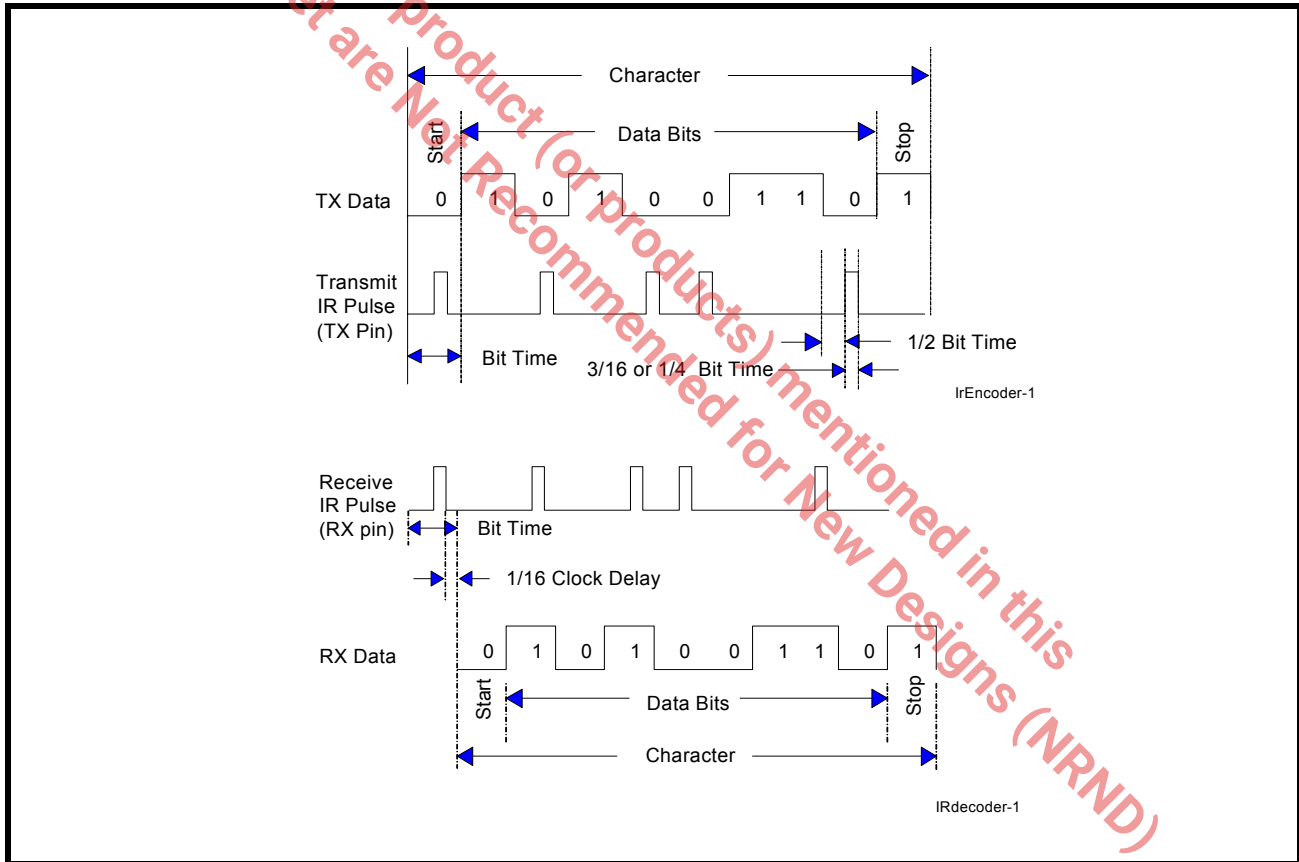 product (or products) mentioned in this
et are Not Recommended for New Designs (NRND)
Character
Start
Data Bits
Stop
TX Data
0 1 0 1 0 0 1 1 0 1
Transmit
IR Pulse
(TX Pin)
Bit Time
1/2 Bit Time
3/16 or 1/4 Bit Time
IrEncoder-1
Receive
IR Pulse
(RX pin)
Bit Time
1/16 Clock Delay
RX Data
0 1 0 1 0 0 1 1 0 1
Start
Data Bits
Stop
Character
IRdecoder-1